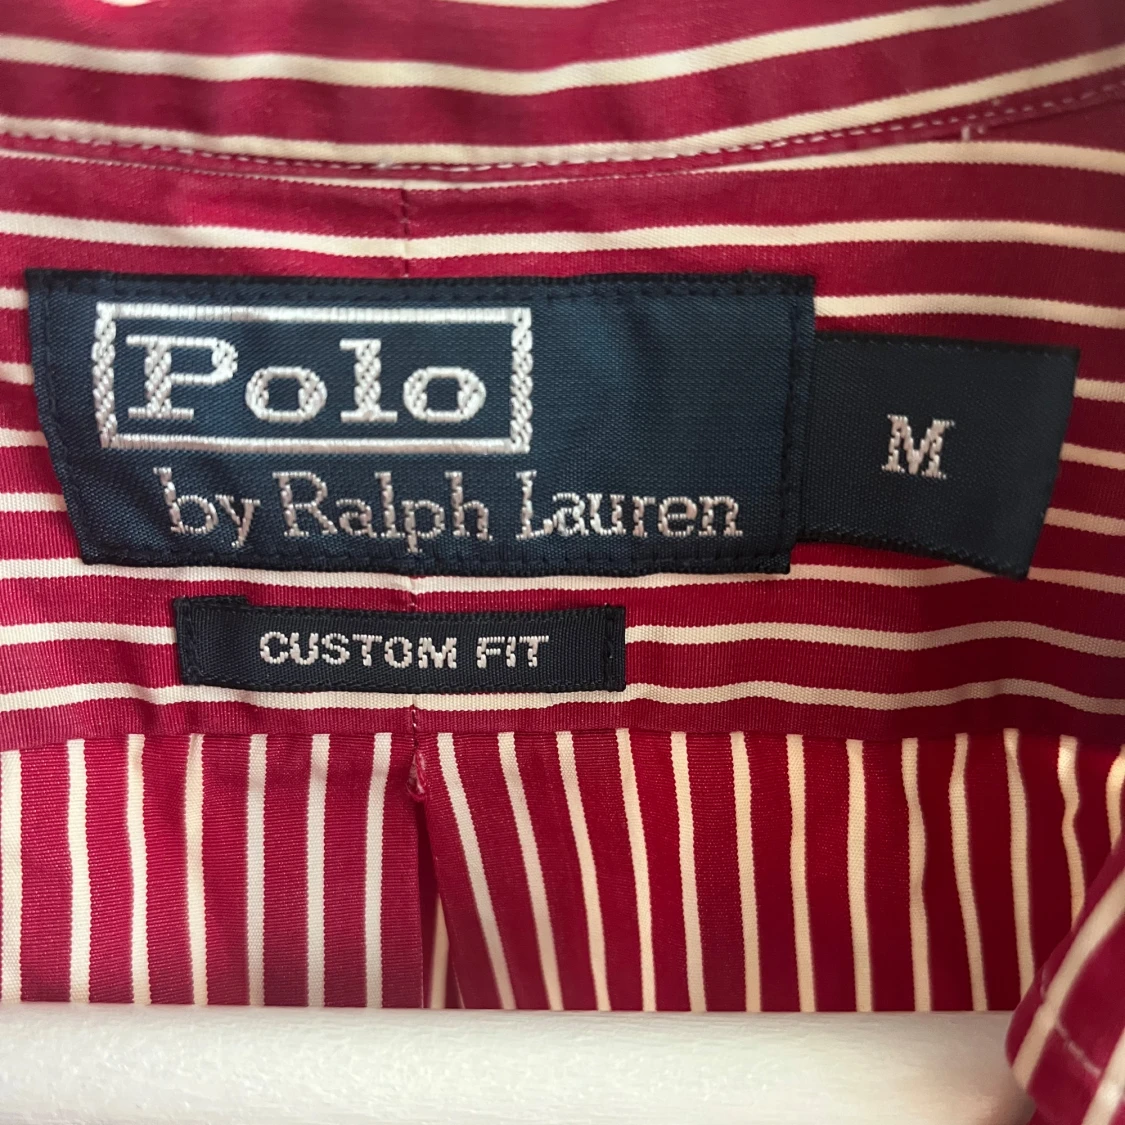 Polo
by Ralph Lauren
M
CUSTOM FIT